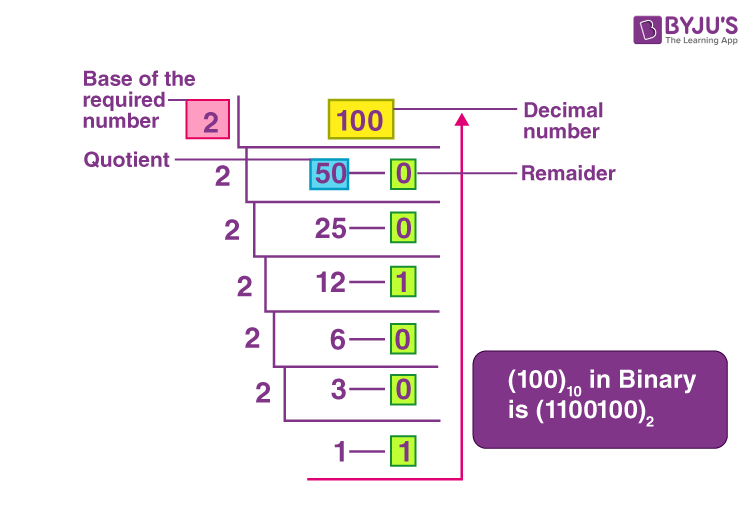 BYJU'S
The Learning App
Base of the
required
number
2
100
Decimal
number
Quotient
2
50
0
Remaider
2
25
0
2
12
1
2
6
0
2
3
0
1
1
(100)₁₀ in Binary
is (1100100)₂